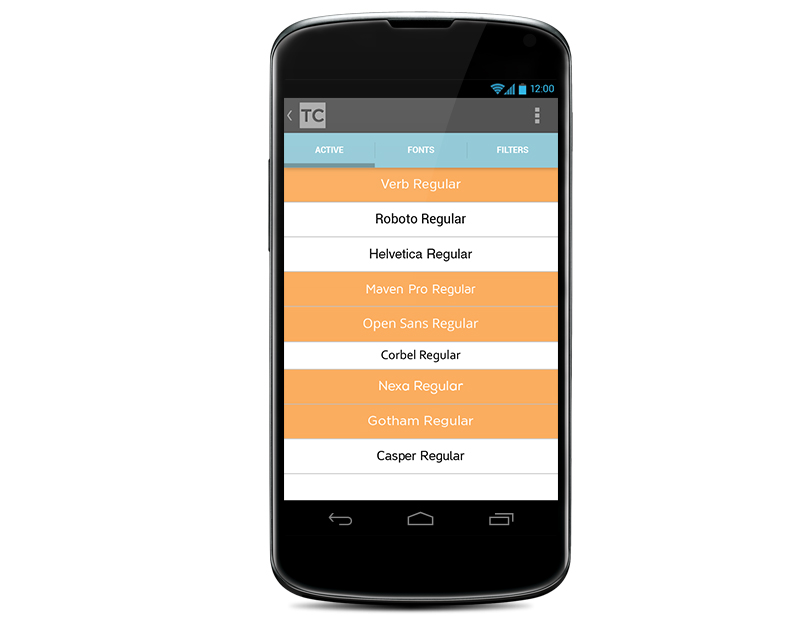 12:00
TC
ACTIVE FONTS FILTERS
Verb Regular
Roboto Regular
Helvetica Regular
Maven Pro Regular
Open Sans Regular
Corbel Regular
Nexa Regular
Gotham Regular
Casper Regular